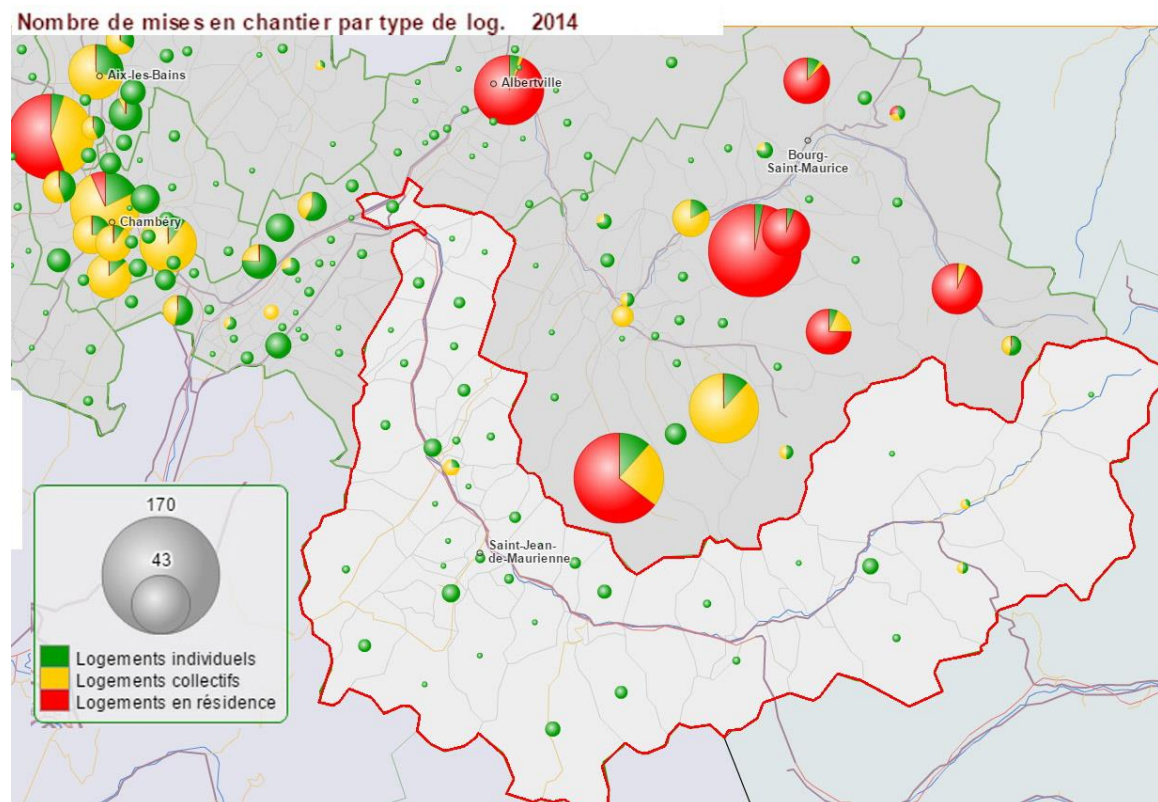 Nombre de mises en chantier par type de log. 2014
Aix-les-Bains
Albertville
Bourg-
Saint-Maurice
Chambéry
Saint-Jean-
de-Maurienne
170
43
Logements individuels
Logements collectifs
Logements en résidence